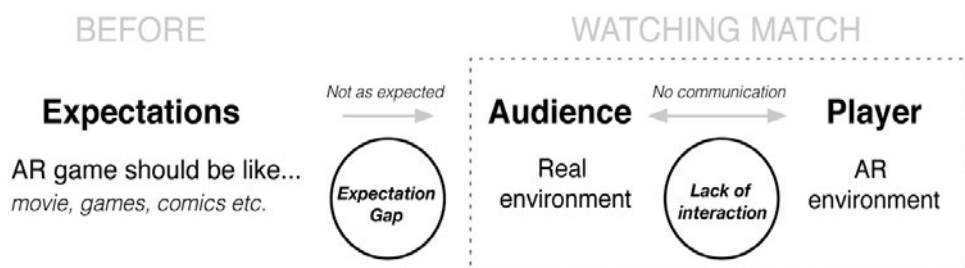 BEFORE
WATCHING MATCH
Expectations
AR game should be like...
movie, games, comics etc.
Not as expected
Expectation
Gap
Audience
Real
environment
No communication
Lack of
interaction
Player
AR
environment